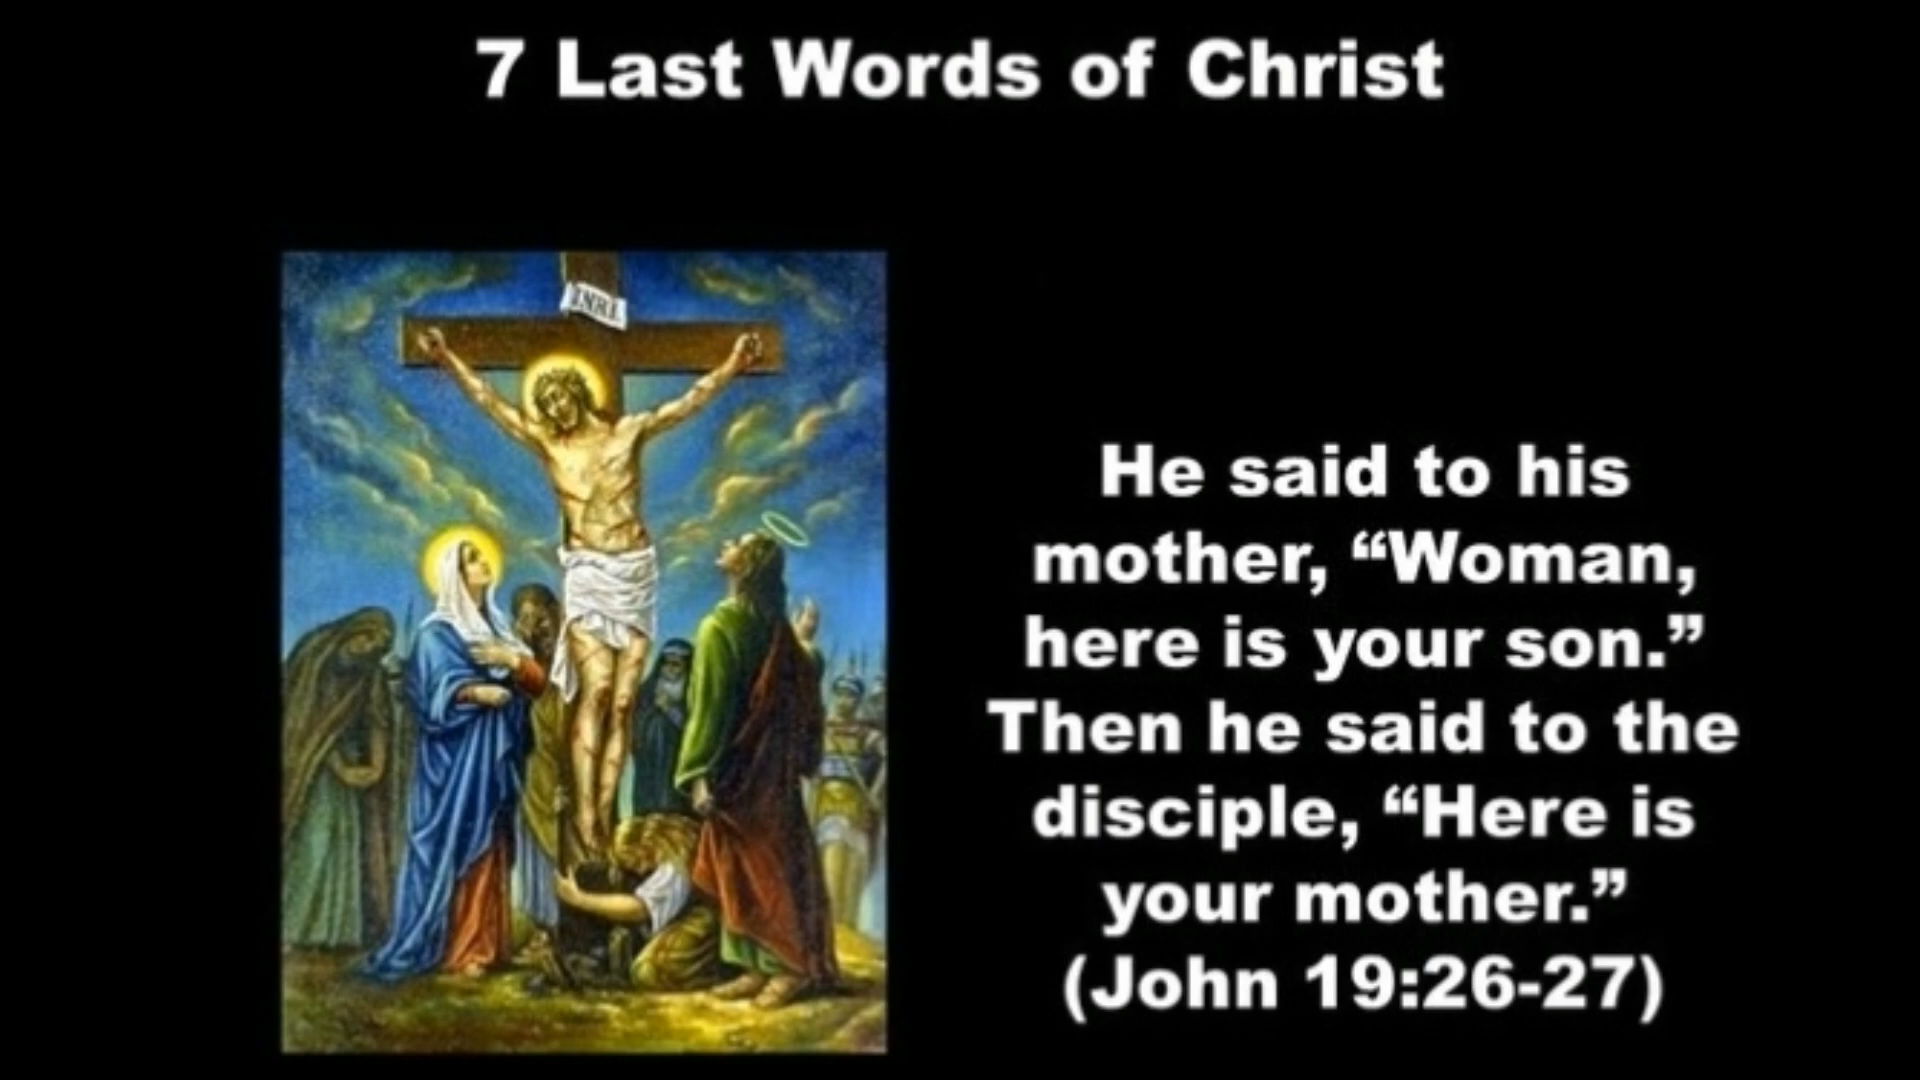 7 Last Words of Christ
INRI
He said to his
mother, “Woman,
here is your son.”
Then he said to the
disciple, “Here is
your mother.”
(John 19:26-27)